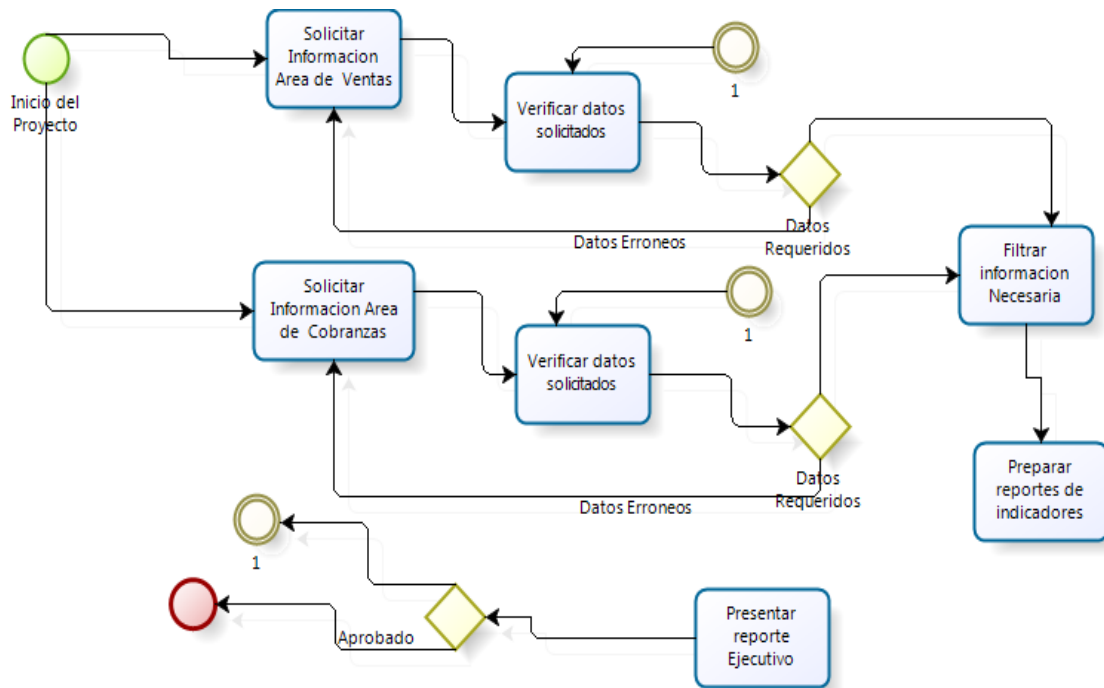 Solicitar
Informacion
Area de Ventas
Inicio del
Proyecto
Verificar datos
solicitados
1
Datos
Requeridos
Datos Erroneos
Filtrar
informacion
Necesaria
Solicitar
Informacion Area
de Cobranzas
Verificar datos
solicitados
1
Datos
Requeridos
Datos Erroneos
Preparar
reportes de
indicadores
1
Aprobado
Presentar
reporte
Ejecutivo